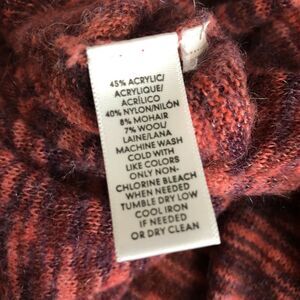 45% ACRYLIC/
ACRYLIQUE/
ACRÍLICO
40% NYLON/NILÓN
8% MOHAIR
7% WOOL/
LAINE/LANA
MACHINE WASH
COLD WITH
LIKE COLORS
ONLY NON-
CHLORINE BLEACH
WHEN NEEDED
TUMBLE DRY LOW
COOL IRON
IF NEEDED
OR DRY CLEAN